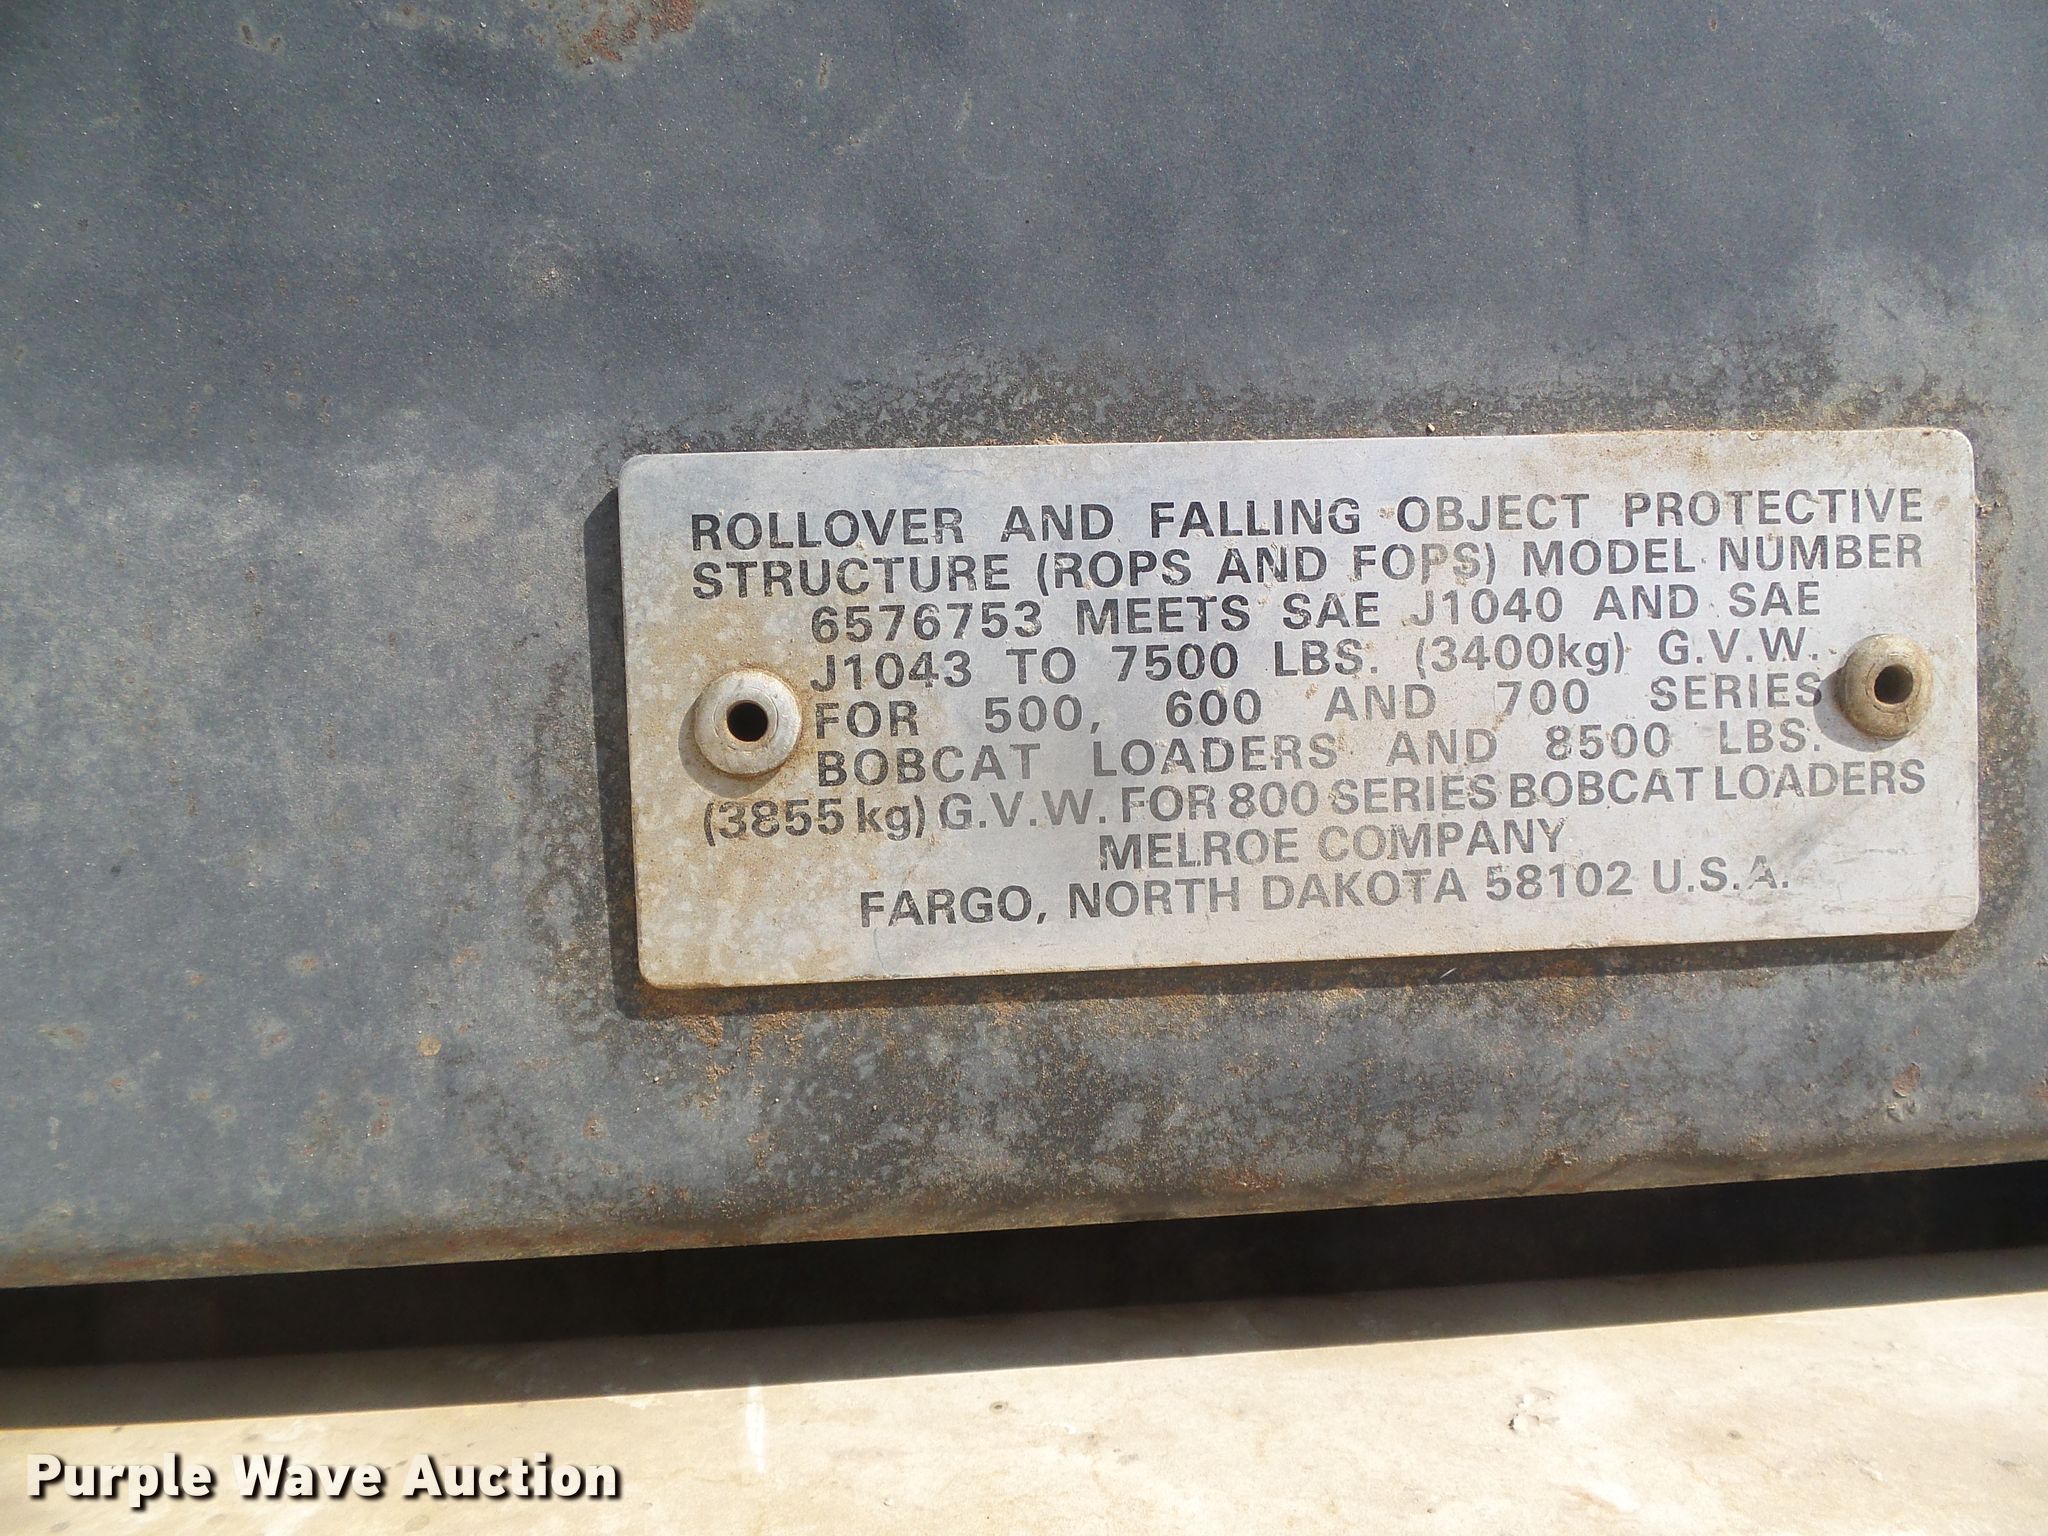 ROLLOVER AND FALLING OBJECT PROTECTIVE
STRUCTURE (ROPS AND FOPS) MODEL NUMBER
6576753 MEETS SAE J1040 AND SAE
J1043 TO 7500 LBS. (3400kg) G.V.W.
FOR 500, 600 AND 700 SERIES
BOBCAT LOADERS AND 8500 LBS.
(3855kg) G.V.W. FOR 800 SERIES BOBCAT LOADERS
MELROE COMPANY
FARGO, NORTH DAKOTA 58102 U.S.A.
Purple Wave Auction